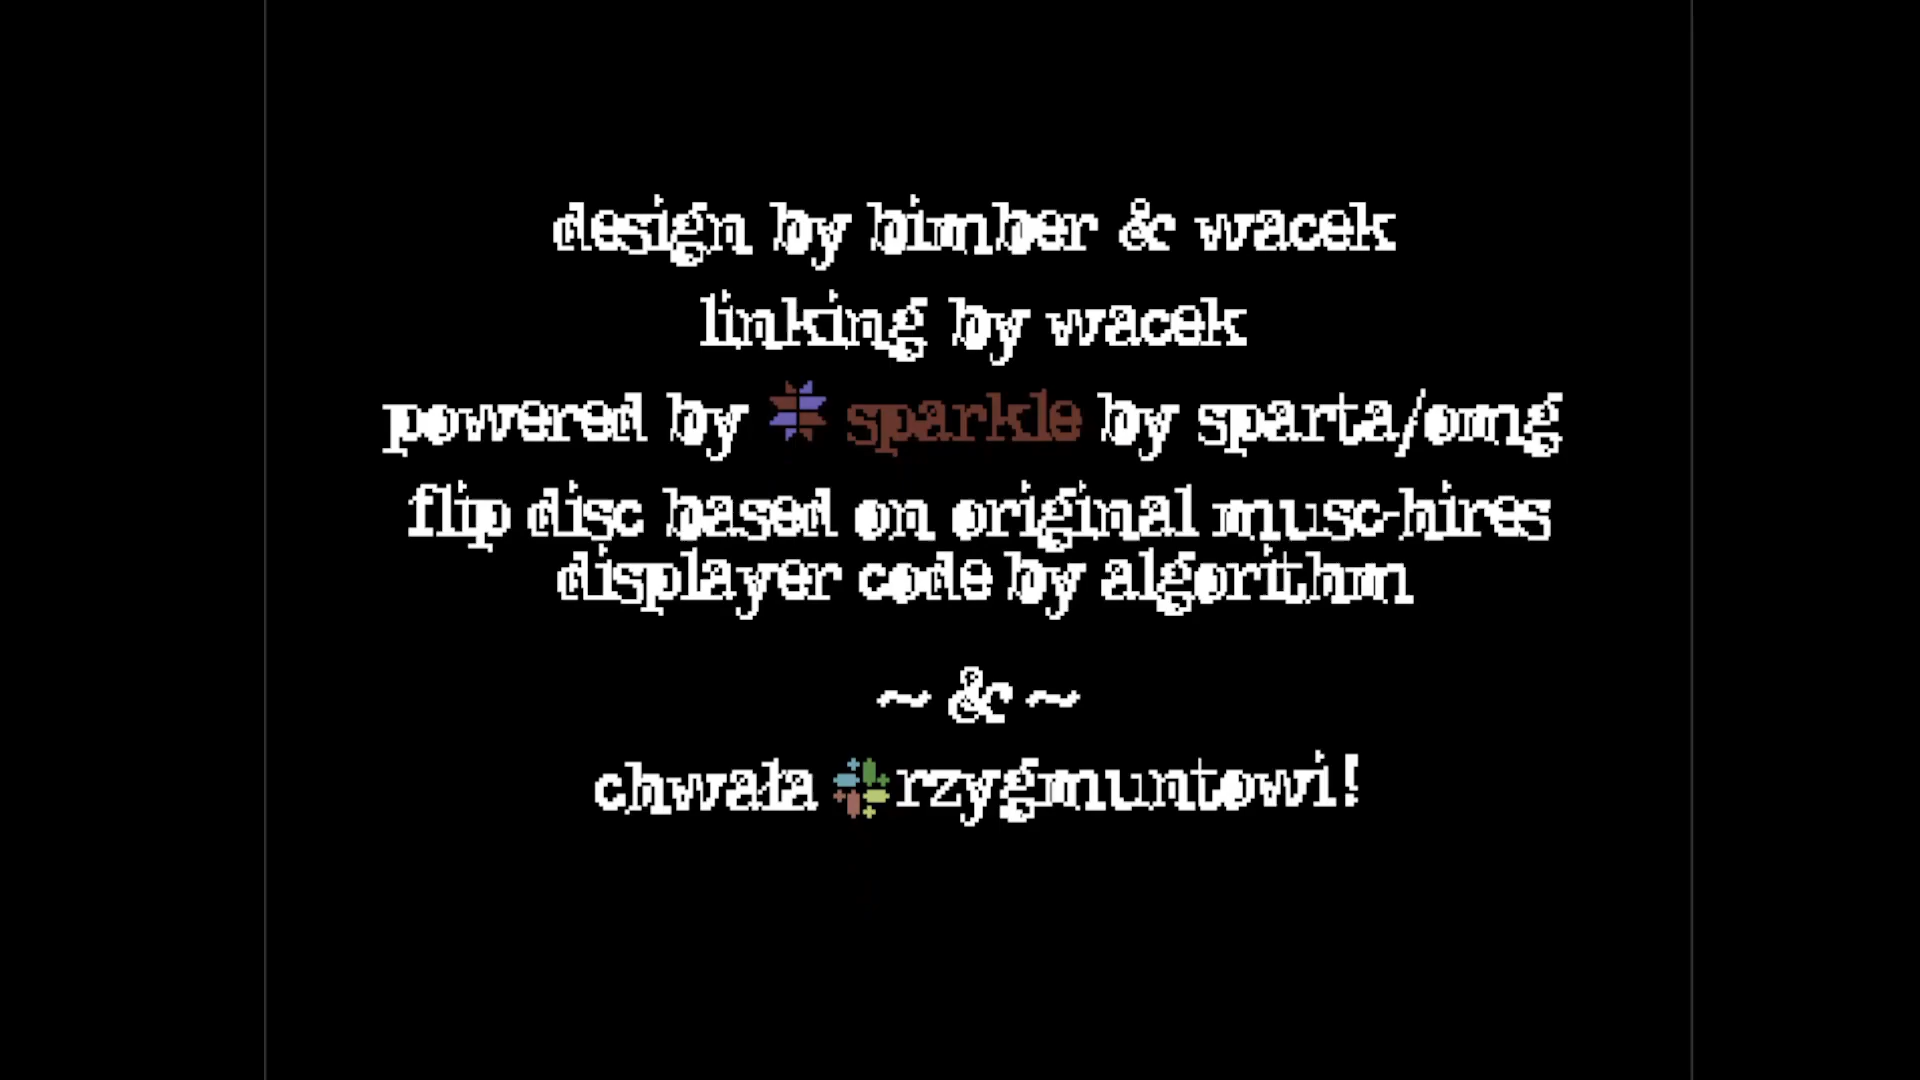 design by bimber & wacek
linking by wacek
powered by sparkle by sparta/omg
flip disc based on original musc-hires
displayer code by algorithm
~ & ~
chwała rzygmuntowi!